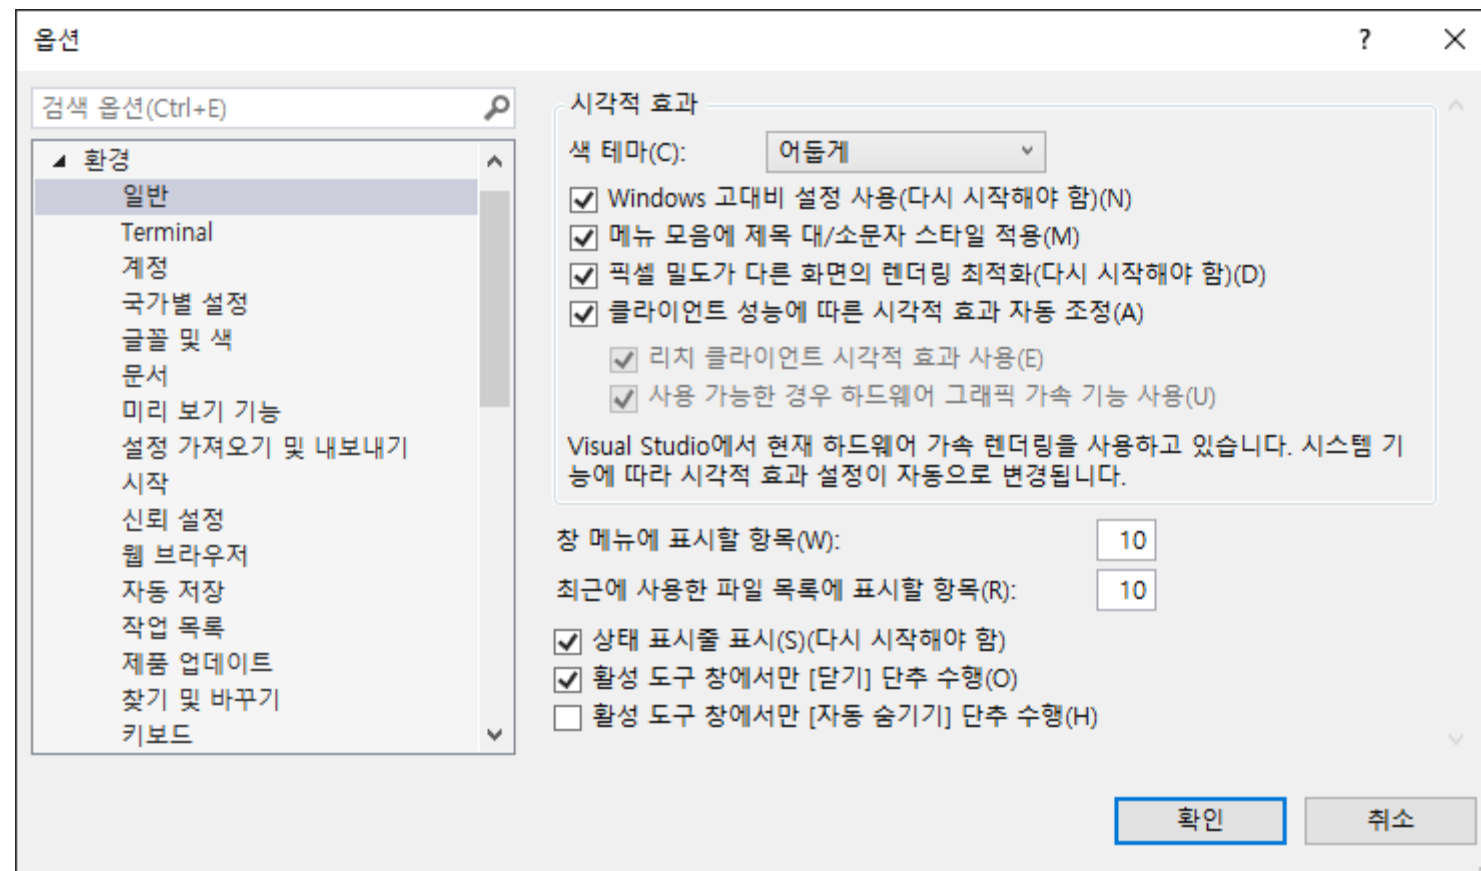 옵션
?
검색 옵션(Ctrl+E)
환경
일반
Terminal
계정
국가별 설정
글꼴 및 색
문서
미리 보기 기능
설정 가져오기 및 내보내기
시작
신뢰 설정
웹 브라우저
자동 저장
작업 목록
제품 업데이트
찾기 및 바꾸기
키보드
시각적 효과
색 테마(C): 어둡게
Windows 고대비 설정 사용(다시 시작해야 함)(N)
메뉴 모음에 제목 대/소문자 스타일 적용(M)
픽셀 밀도가 다른 화면의 렌더링 최적화(다시 시작해야 함)(D)
클라이언트 성능에 따른 시각적 효과 자동 조정(A)
리치 클라이언트 시각적 효과 사용(E)
사용 가능한 경우 하드웨어 그래픽 가속 기능 사용(U)
Visual Studio에서 현재 하드웨어 가속 렌더링을 사용하고 있습니다. 시스템 기
능에 따라 시각적 효과 설정이 자동으로 변경됩니다.
창 메뉴에 표시할 항목(W): 10
최근에 사용한 파일 목록에 표시할 항목(R): 10
상태 표시줄 표시(S)(다시 시작해야 함)
활성 도구 창에서만 [닫기] 단추 수행(O)
활성 도구 창에서만 [자동 숨기기] 단추 수행(H)
확인
취소